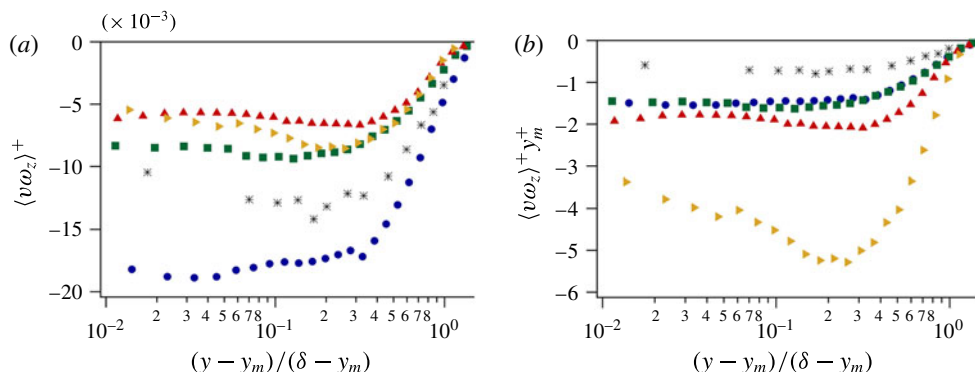 (× 10⁻³)
(a)
0
−5
−10
−15
−20
⟨vω_z⟩⁺
10⁻² 2 3 4 5 6 7 8 10⁻¹ 2 3 4 5 6 7 8 10⁰
(y − y_m)/(δ − y_m)
(b)
0
−1
−2
−3
−4
−5
−6
⟨vω_z⟩⁺y_m⁺
10⁻² 2 3 4 5 6 7 8 10⁻¹ 2 3 4 5 6 7 8 10⁰
(y − y_m)/(δ − y_m)